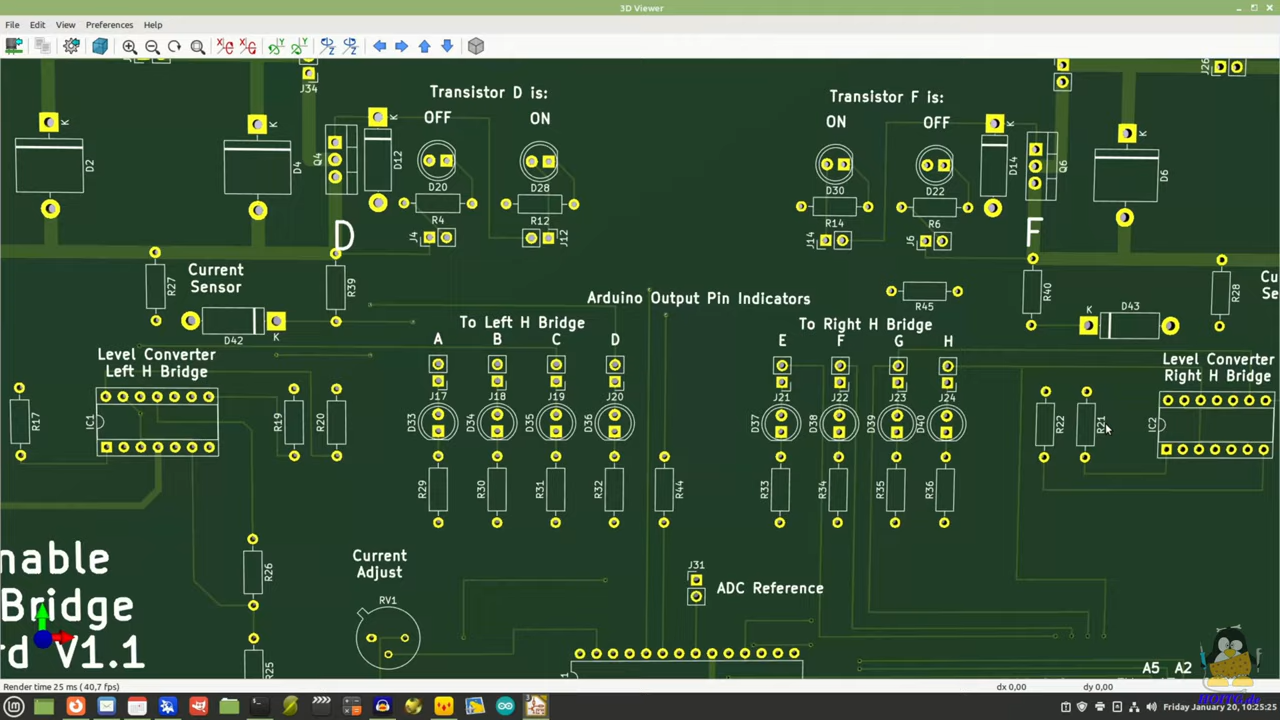 3D Viewer
File Edit View Preferences Help
J34
J26
Transistor D is:
OFF ON
Transistor F is:
ON OFF
K K K K K
D2 D4 Q4 D12 D20 D28 D30 D22 D14 Q6 D6
R4 R12 R14 R6
J4 J12 J14 J6
D F
R27 Current
Sensor
R39 R45 R40 R28
Arduino Output Pin Indicators
D42 K K D43
To Left H Bridge To Right H Bridge
A B C D E F G H
Level Converter
Left H Bridge
Level Converter
Right H Bridge
J17 J18 J19 J20 J21 J22 J23 J24
R17 IC1 R19 R20 D33 D34 D35 D36 D37 D38 D39 D40 R22 R21 IC2
R29 R30 R31 R32 R44 R33 R34 R35 R36
nable
Bridge
rd V1.1
R26
R25
Current
Adjust
RV1
J31
ADC Reference
A5 A2
Render time 25 ms (40,7 fps) dx 0,00 dy 0,00
Friday January 20, 10:25:25